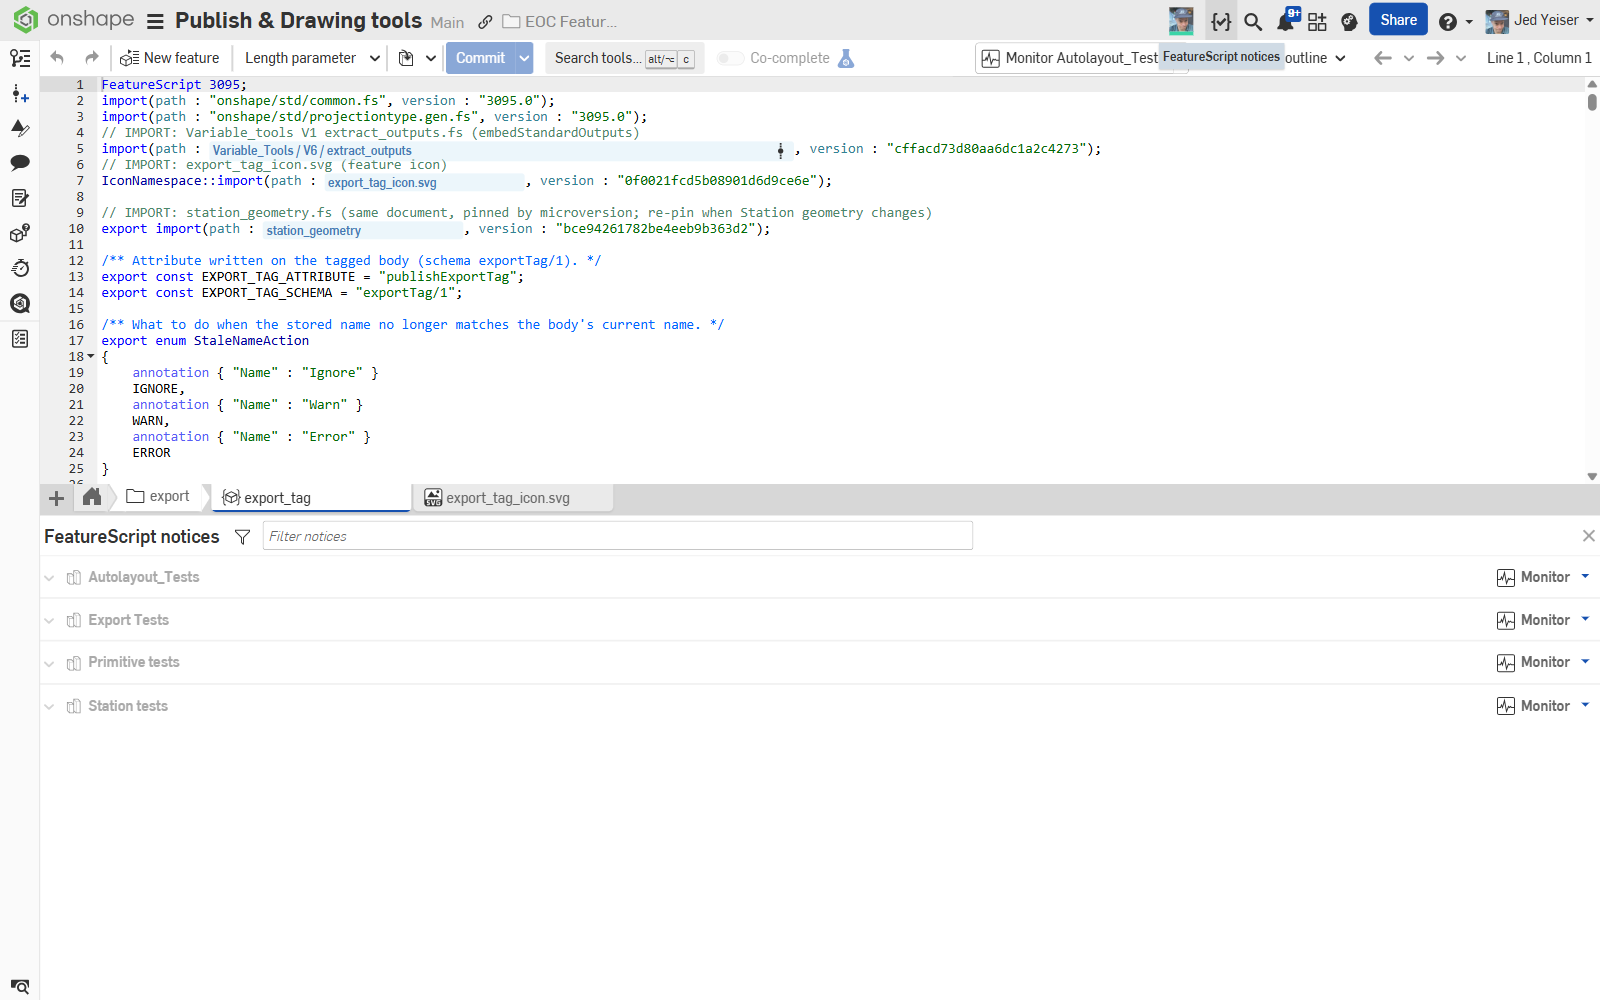 onshape Publish & Drawing tools Main EOC Featur... 9+ Share Jed Yeiser
New feature Length parameter Commit Search tools... alt/⌥ c Co-complete Monitor Autolayout_Test FeatureScript notices outline Line 1 , Column 1
1 FeatureScript 3095;
2 import(path : "onshape/std/common.fs", version : "3095.0");
3 import(path : "onshape/std/projectiontype.gen.fs", version : "3095.0");
4 // IMPORT: Variable_tools V1 extract_outputs.fs (embedStandardOutputs)
5 import(path : Variable_Tools / V6 / extract_outputs , version : "cffacd73d80aa6dc1a2c4273");
6 // IMPORT: export_tag_icon.svg (feature icon)
7 IconNamespace::import(path : export_tag_icon.svg , version : "0f0021fcd5b08901d6d9ce6e");
8
9 // IMPORT: station_geometry.fs (same document, pinned by microversion; re-pin when Station geometry changes)
10 export import(path : station_geometry , version : "bce94261782be4eeb9b363d2");
11
12 /** Attribute written on the tagged body (schema exportTag/1). */
13 export const EXPORT_TAG_ATTRIBUTE = "publishExportTag";
14 export const EXPORT_TAG_SCHEMA = "exportTag/1";
15
16 /** What to do when the stored name no longer matches the body's current name. */
17 export enum StaleNameAction
18 {
19 annotation { "Name" : "Ignore" }
20 IGNORE,
21 annotation { "Name" : "Warn" }
22 WARN,
23 annotation { "Name" : "Error" }
24 ERROR
25 }
export export_tag export_tag_icon.svg
FeatureScript notices Filter notices
Autolayout_Tests Monitor
Export Tests Monitor
Primitive tests Monitor
Station tests Monitor